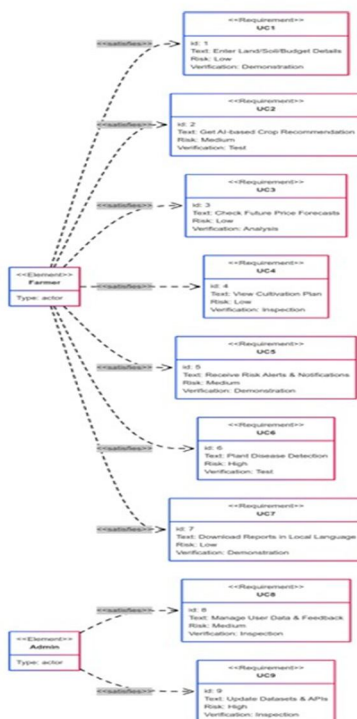 <<Requirement>>
UC1
id: 1
Text: Enter Land/Soil/Budget Details
Risk: Low
Verification: Demonstration
<<satisfies>>
<<Requirement>>
UC2
id: 2
Text: Get AI-based Crop Recommendation
Risk: Medium
Verification: Test
<<satisfies>>
<<Requirement>>
UC3
id: 3
Text: Check Future Price Forecasts
Risk: Low
Verification: Analysis
<<satisfies>>
<<Element>>
Farmer
Type: actor
<<satisfies>>
<<Requirement>>
UC4
id: 4
Text: View Cultivation Plan
Risk: Low
Verification: Inspection
<<satisfies>>
<<Requirement>>
UC5
id: 5
Text: Receive Risk Alerts & Notifications
Risk: Medium
Verification: Demonstration
<<satisfies>>
<<Requirement>>
UC6
id: 6
Text: Plant Disease Detection
Risk: High
Verification: Test
<<satisfies>>
<<Requirement>>
UC7
id: 7
Text: Download Reports in Local Language
Risk: Low
Verification: Demonstration
<<satisfies>>
<<Requirement>>
UC8
id: 8
Text: Manage User Data & Feedback
Risk: Medium
Verification: Inspection
<<satisfies>>
<<Element>>
Admin
Type: actor
<<satisfies>>
<<Requirement>>
UC9
id: 9
Text: Update Datasets & APIs
Risk: High
Verification: Inspection